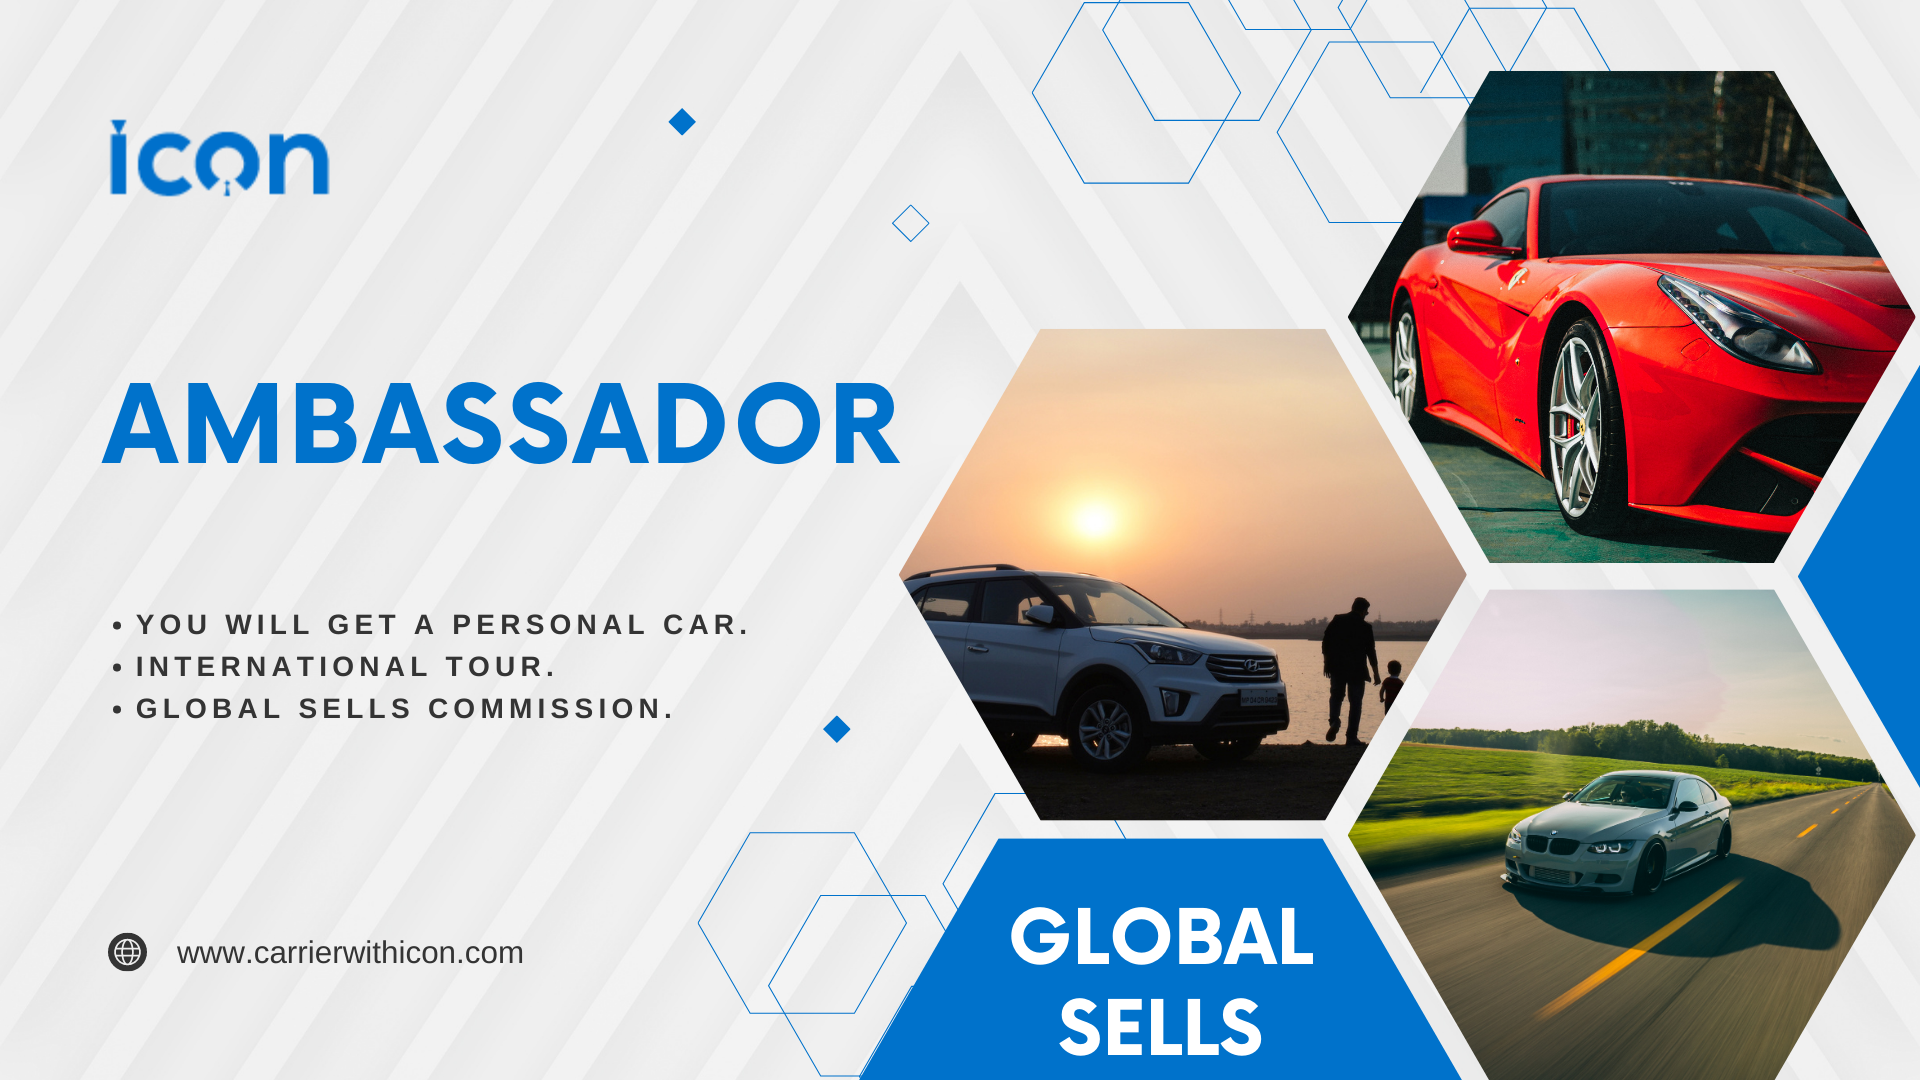 icon
AMBASSADOR
• YOU WILL GET A PERSONAL CAR.
• INTERNATIONAL TOUR.
• GLOBAL SELLS COMMISSION.
www.carrierwithicon.com
GLOBAL
SELLS